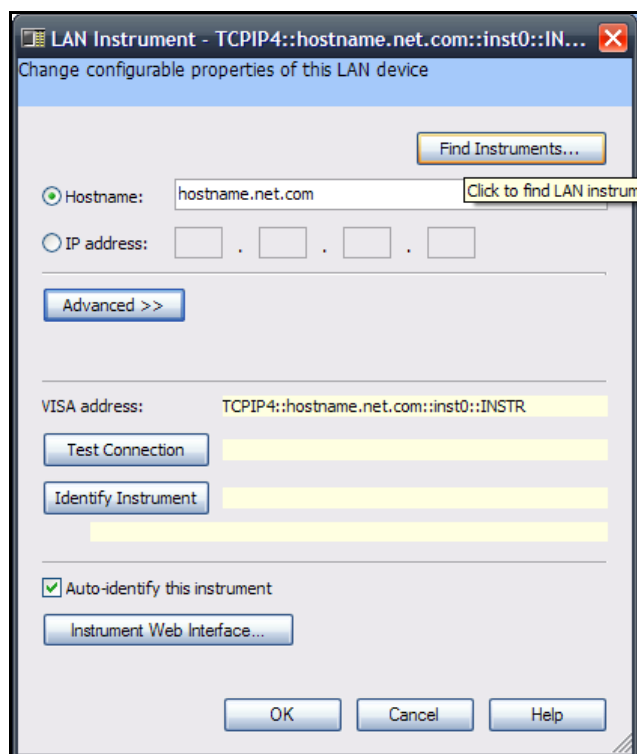 LAN Instrument - TCPIP4::hostname.net.com::inst0::IN...
Change configurable properties of this LAN device
Find Instruments...
Hostname:
hostname.net.com
Click to find LAN instrum
IP address:
. . .
Advanced >>
VISA address:
TCPIP4::hostname.net.com::inst0::INSTR
Test Connection
Identify Instrument
Auto-identify this instrument
Instrument Web Interface...
OK Cancel Help